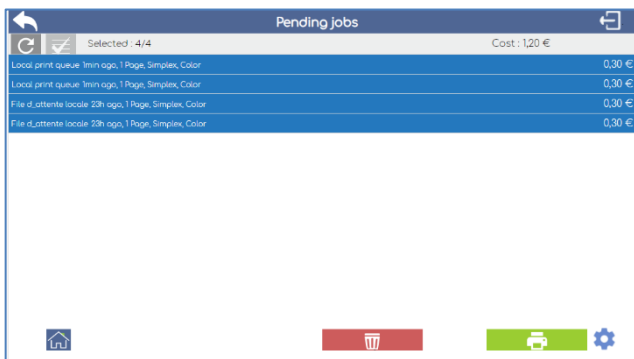 Pending jobs
Selected : 4/4 Cost : 1,20 €
Local print queue 1min ago, 1 Page, Simplex, Color 0,30 €
Local print queue 1min ago, 1 Page, Simplex, Color 0,30 €
File d_attente locale 23h ago, 1 Page, Simplex, Color 0,30 €
File d_attente locale 23h ago, 1 Page, Simplex, Color 0,30 €